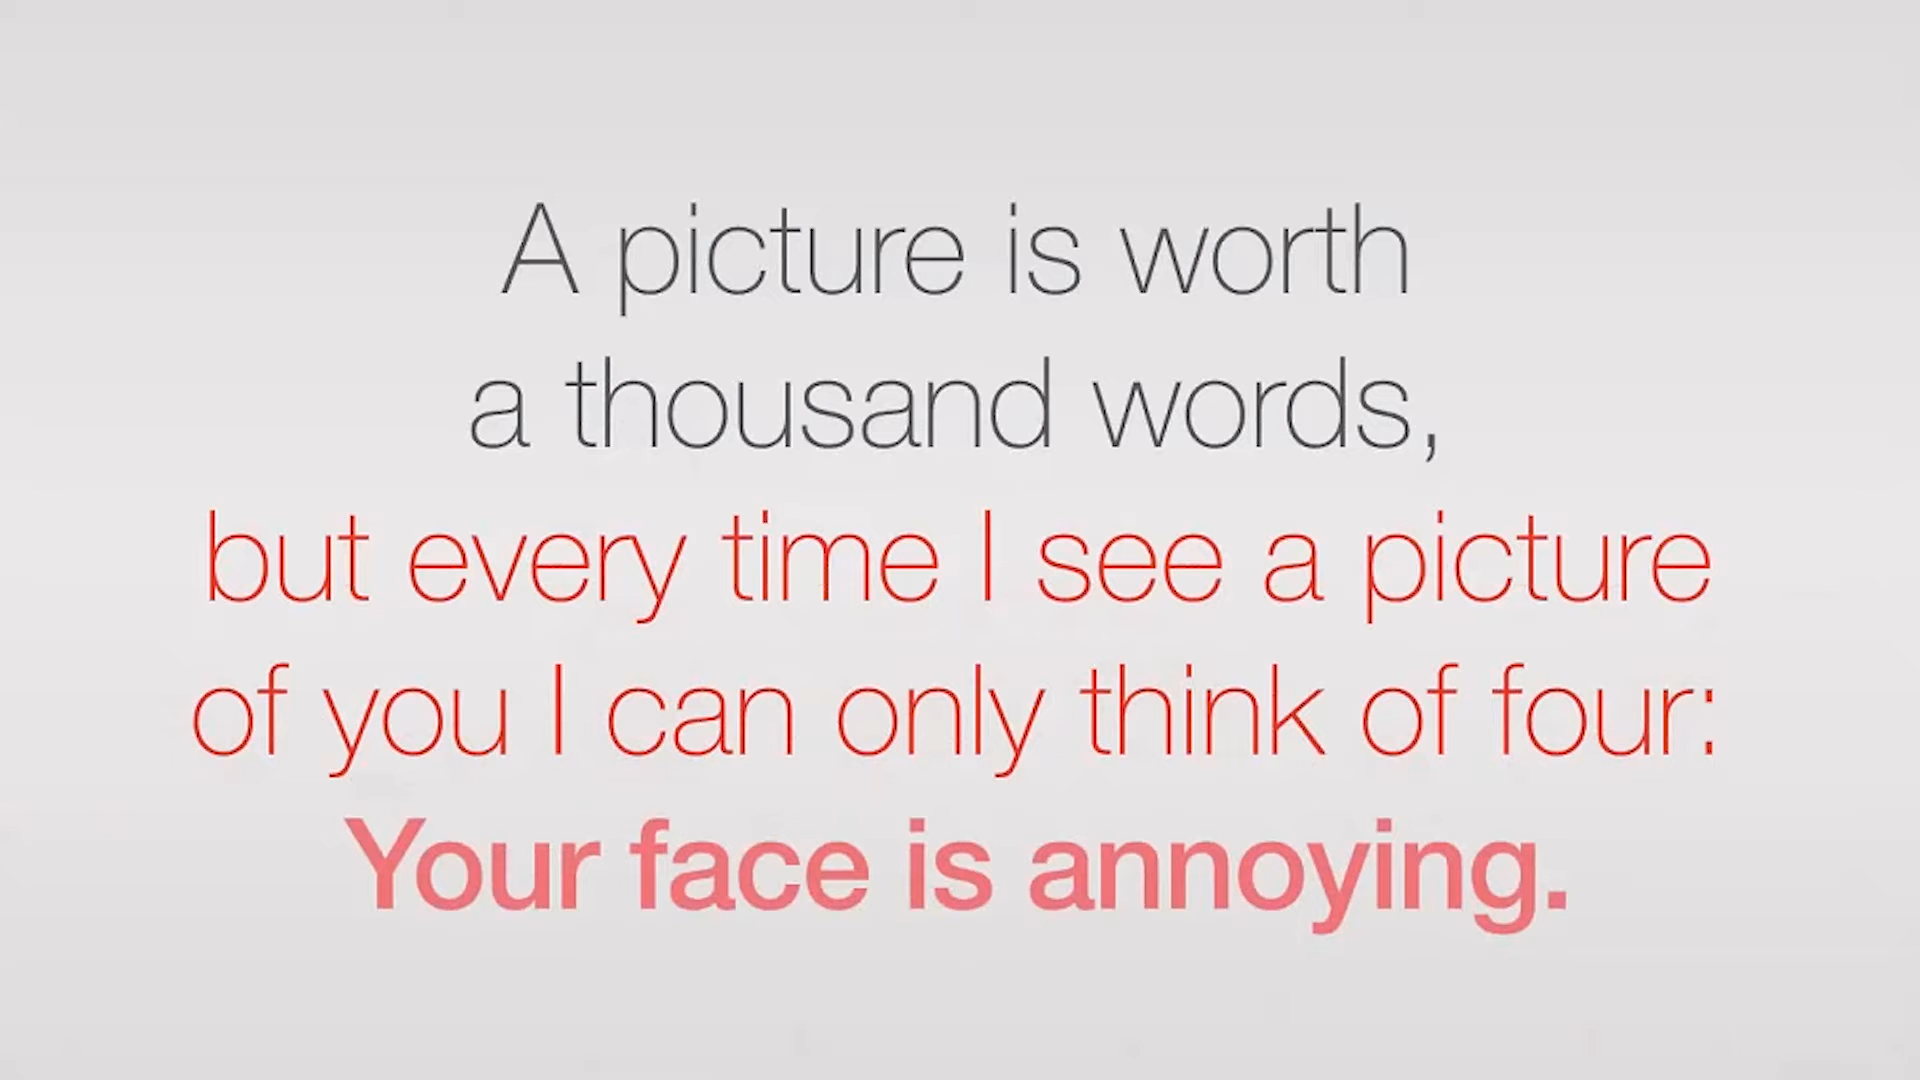 A picture is worth
a thousand words,
but every time I see a picture
of you I can only think of four:
Your face is annoying.